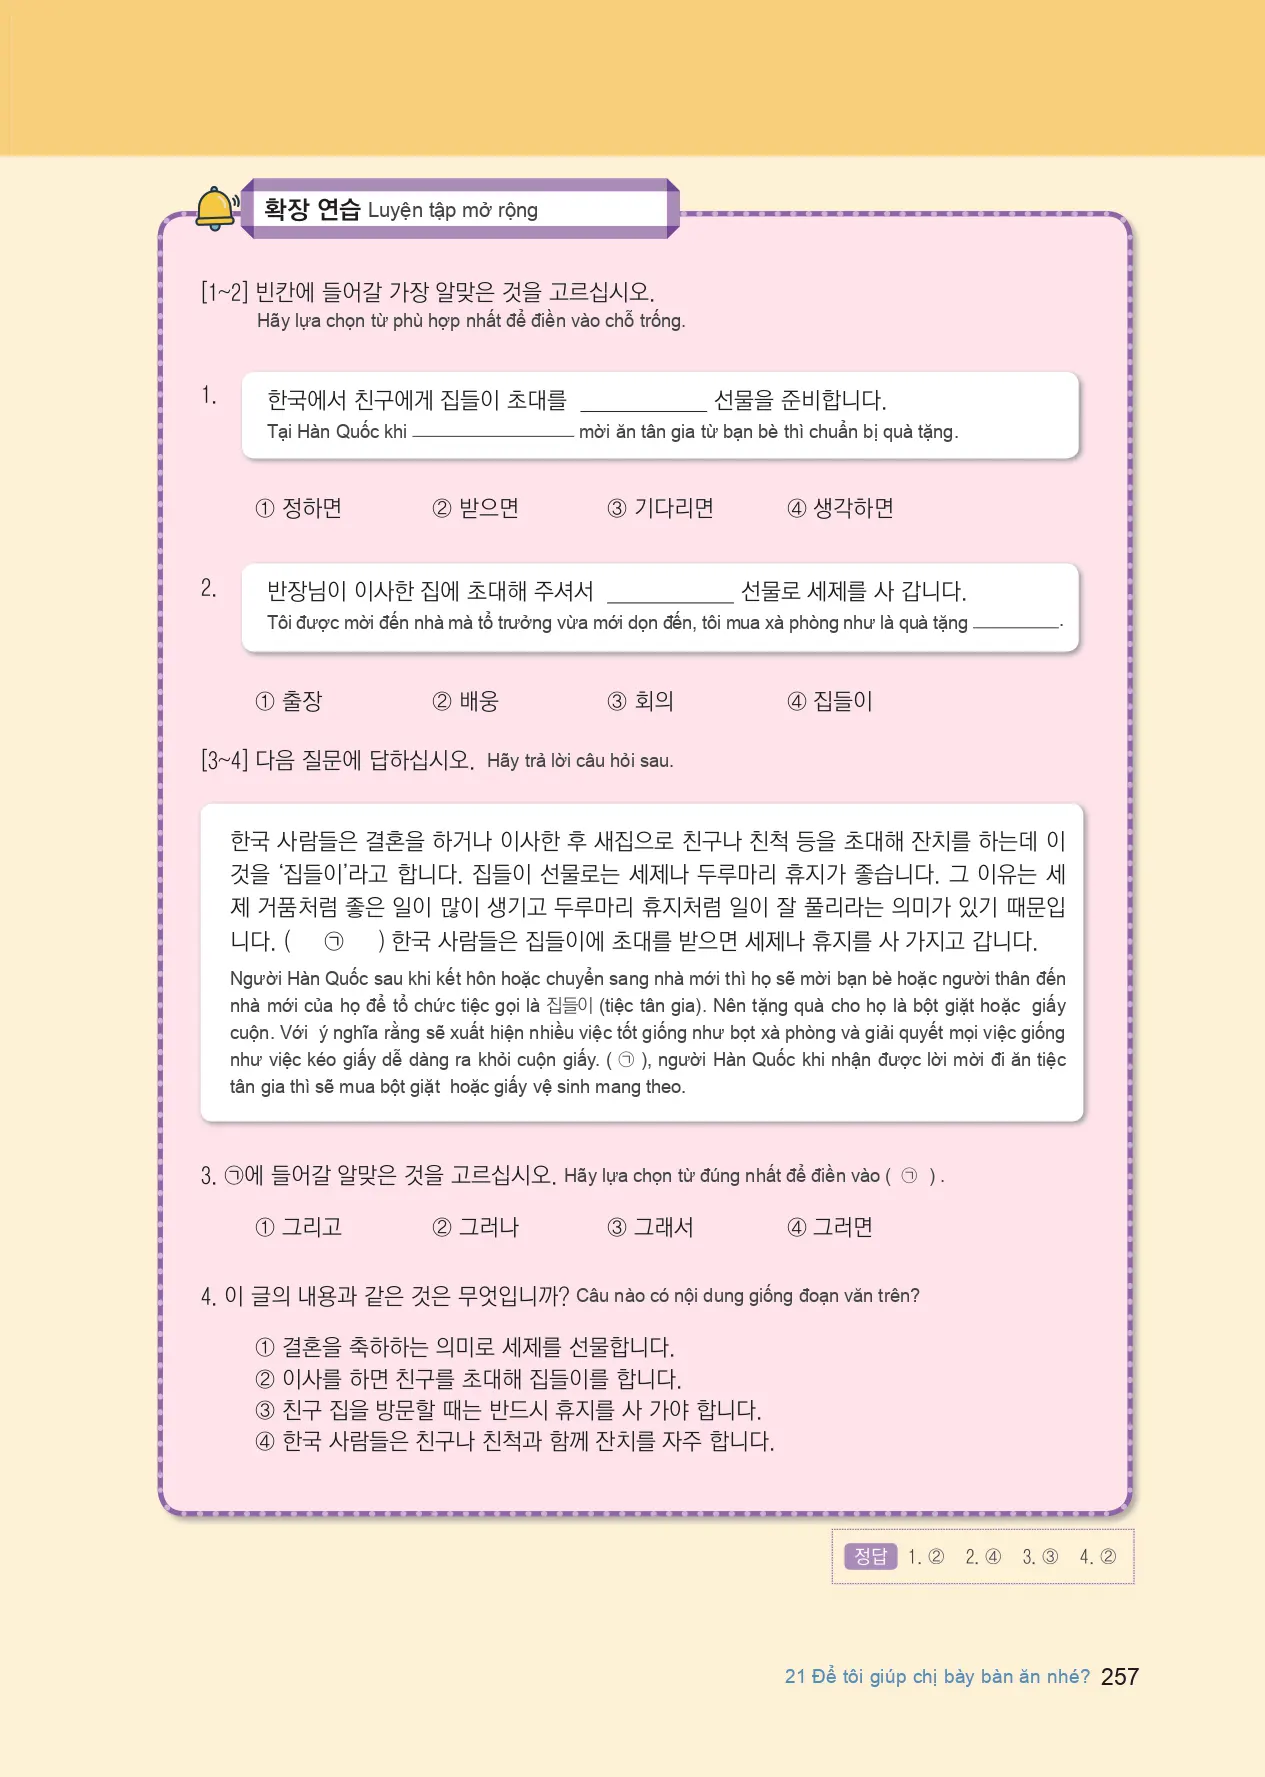 확장 연습 Luyện tập mở rộng
[1~2] 빈칸에 들어갈 가장 알맞은 것을 고르십시오.
Hãy lựa chọn từ phù hợp nhất để điền vào chỗ trống.
1.
한국에서 친구에게 집들이 초대를 __________ 선물을 준비합니다.
Tại Hàn Quốc khi __________ mời ăn tân gia từ bạn bè thì chuẩn bị quà tặng.
① 정하면 ② 받으면 ③ 기다리면 ④ 생각하면
2.
반장님이 이사한 집에 초대해 주셔서 __________ 선물로 세제를 사 갑니다.
Tôi được mời đến nhà mà tổ trưởng vừa mới dọn đến, tôi mua xà phòng như là quà tặng ________.
① 출장 ② 배웅 ③ 회의 ④ 집들이
[3~4] 다음 질문에 답하십시오. Hãy trả lời câu hỏi sau.
한국 사람들은 결혼을 하거나 이사한 후 새집으로 친구나 친척 등을 초대해 잔치를 하는데 이
것을 ‘집들이’라고 합니다. 집들이 선물로는 세제나 두루마리 휴지가 좋습니다. 그 이유는 세
제 거품처럼 좋은 일이 많이 생기고 두루마리 휴지처럼 일이 잘 풀리라는 의미가 있기 때문입
니다. ( ㉠ ) 한국 사람들은 집들이에 초대를 받으면 세제나 휴지를 사 가지고 갑니다.
Người Hàn Quốc sau khi kết hôn hoặc chuyển sang nhà mới thì họ sẽ mời bạn bè hoặc người thân đến
nhà mới của họ để tổ chức tiệc gọi là 집들이 (tiệc tân gia). Nên tặng quà cho họ là bột giặt hoặc giấy
cuộn. Với ý nghĩa rằng sẽ xuất hiện nhiều việc tốt giống như bọt xà phòng và giải quyết mọi việc giống
như việc kéo giấy dễ dàng ra khỏi cuộn giấy. ( ㉠ ), người Hàn Quốc khi nhận được lời mời đi ăn tiệc
tân gia thì sẽ mua bột giặt hoặc giấy vệ sinh mang theo.
3. ㉠에 들어갈 알맞은 것을 고르십시오. Hãy lựa chọn từ đúng nhất để điền vào ( ㉠ ) .
① 그리고 ② 그러나 ③ 그래서 ④ 그러면
4. 이 글의 내용과 같은 것은 무엇입니까? Câu nào có nội dung giống đoạn văn trên?
① 결혼을 축하하는 의미로 세제를 선물합니다.
② 이사를 하면 친구를 초대해 집들이를 합니다.
③ 친구 집을 방문할 때는 반드시 휴지를 사 가야 합니다.
④ 한국 사람들은 친구나 친척과 함께 잔치를 자주 합니다.
정답 1. ② 2. ④ 3. ③ 4. ②
21 Để tôi giúp chị bày bàn ăn nhé? 257